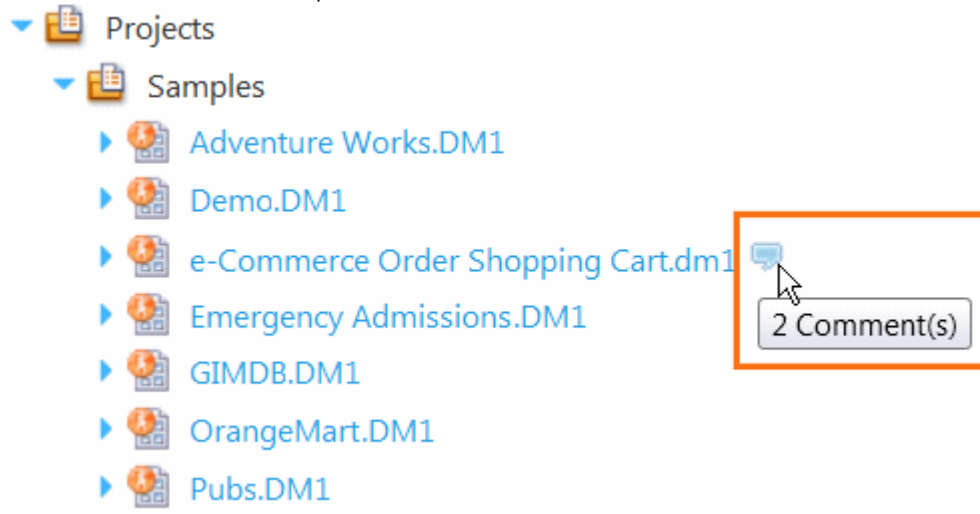 Projects
Samples
Adventure Works.DM1
Demo.DM1
e-Commerce Order Shopping Cart.dm1
2 Comment(s)
Emergency Admissions.DM1
GIMDB.DM1
OrangeMart.DM1
Pubs.DM1